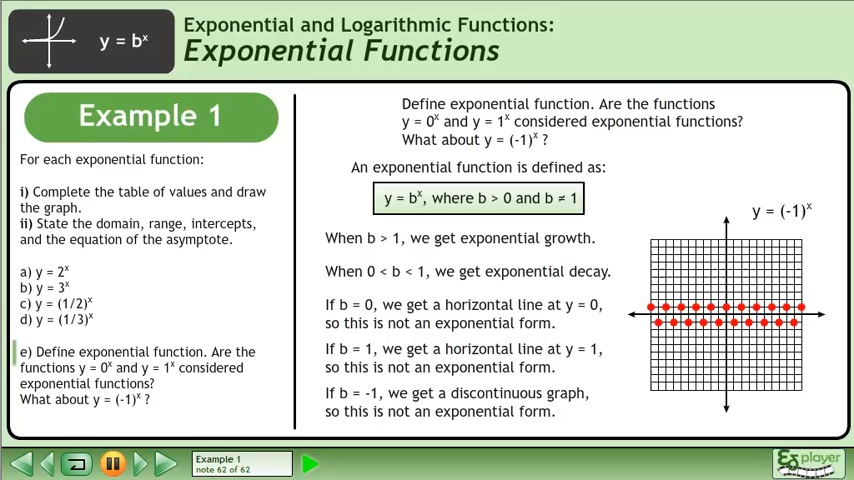 y = bˣ
Exponential and Logarithmic Functions:
Exponential Functions
Example 1
For each exponential function:
i) Complete the table of values and draw
the graph.
ii) State the domain, range, intercepts,
and the equation of the asymptote.
a) y = 2ˣ
b) y = 3ˣ
c) y = (1/2)ˣ
d) y = (1/3)ˣ
e) Define exponential function. Are the
functions y = 0ˣ and y = 1ˣ considered
exponential functions?
What about y = (-1)ˣ ?
Define exponential function. Are the functions
y = 0ˣ and y = 1ˣ considered exponential functions?
What about y = (-1)ˣ ?
An exponential function is defined as:
y = bˣ, where b > 0 and b ≠ 1
When b > 1, we get exponential growth.
When 0 < b < 1, we get exponential decay.
If b = 0, we get a horizontal line at y = 0,
so this is not an exponential form.
If b = 1, we get a horizontal line at y = 1,
so this is not an exponential form.
If b = -1, we get a discontinuous graph,
so this is not an exponential form.
y = (-1)ˣ
Example 1
note 62 of 62
player